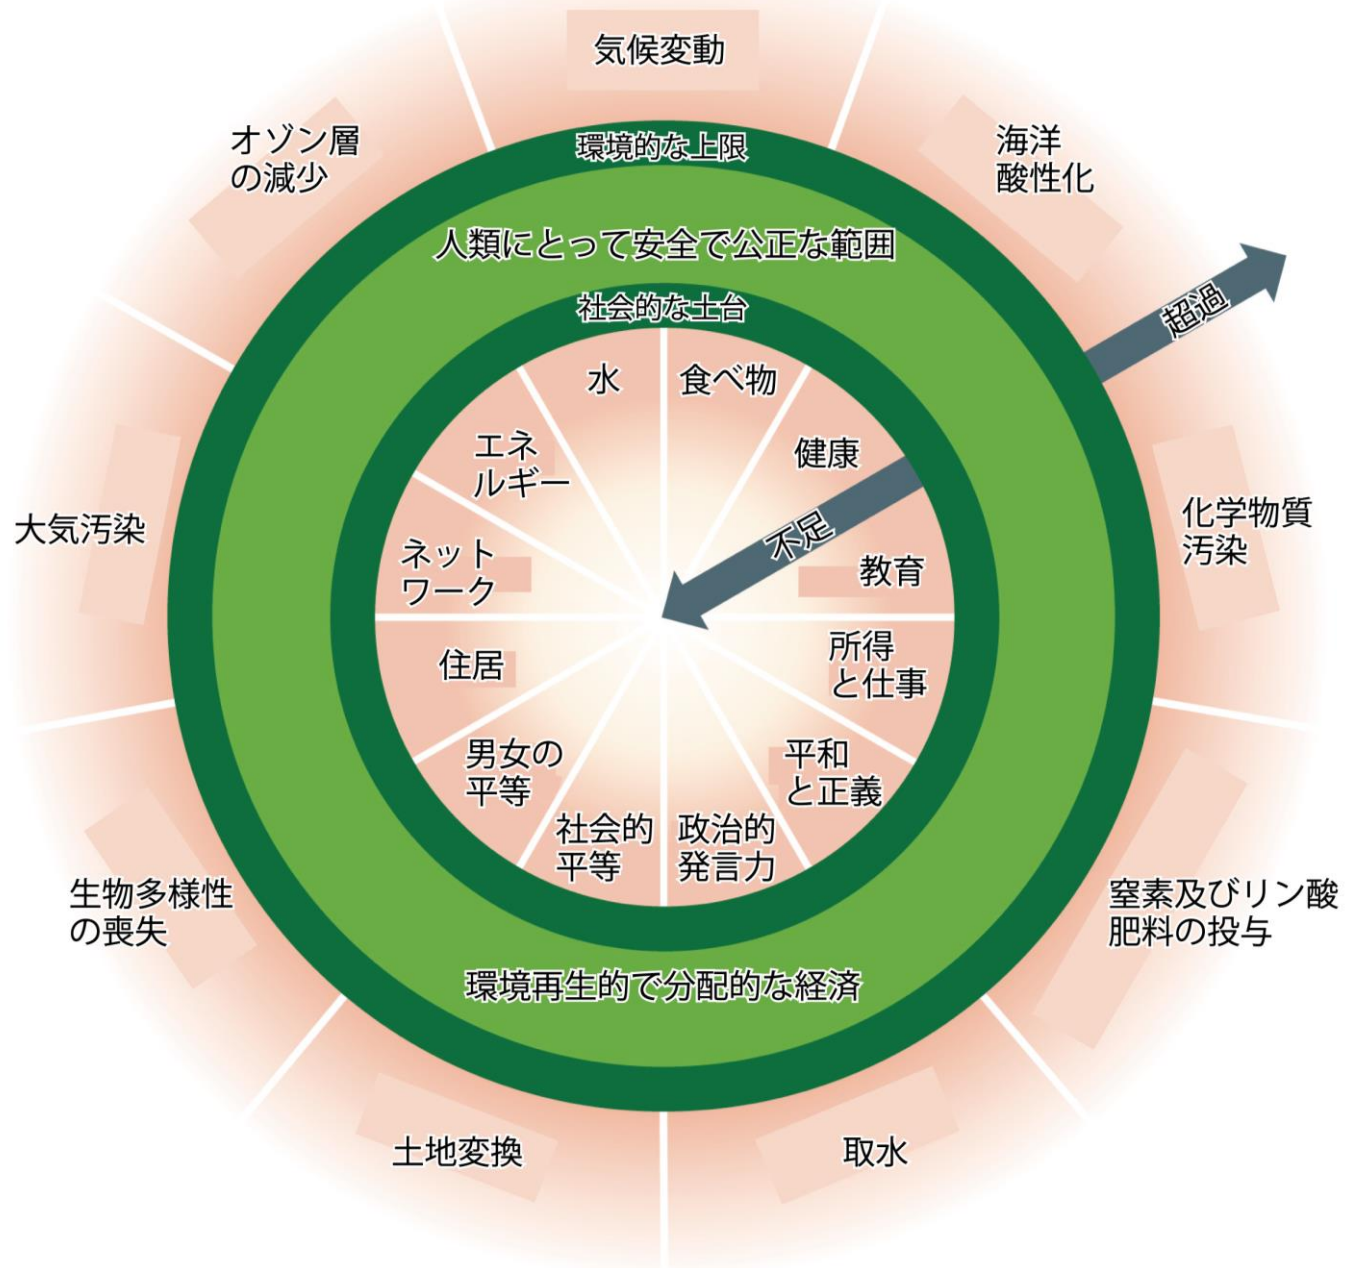 気候変動
オゾン層
の減少
海洋
酸性化
環境的な上限
人類にとって安全で公正な範囲
社会的な土台
超過
水
食べ物
エネ
ルギー
健康
不足
ネット
ワーク
教育
大気汚染
化学物質
汚染
住居
所得
と仕事
男女の
平等
平和
と正義
社会的
平等
政治的
発言力
生物多様性
の喪失
窒素及びリン酸
肥料の投与
環境再生的で分配的な経済
土地変換
取水